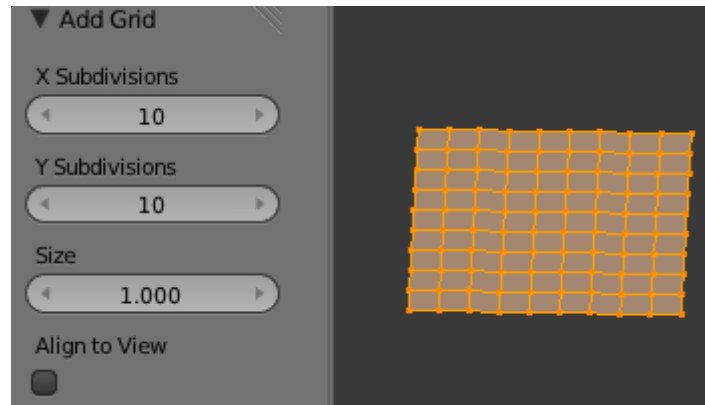 Add Grid
X Subdivisions
10
Y Subdivisions
10
Size
1.000
Align to View